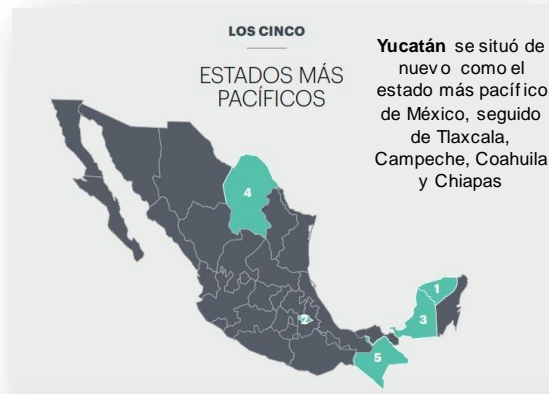 LOS CINCO
ESTADOS MÁS
PACÍFICOS
Yucatán se situó de
nuevo como el
estado más pacífico
de México, seguido
de Tlaxcala,
Campeche, Coahuila
y Chiapas
4
1
2
3
5